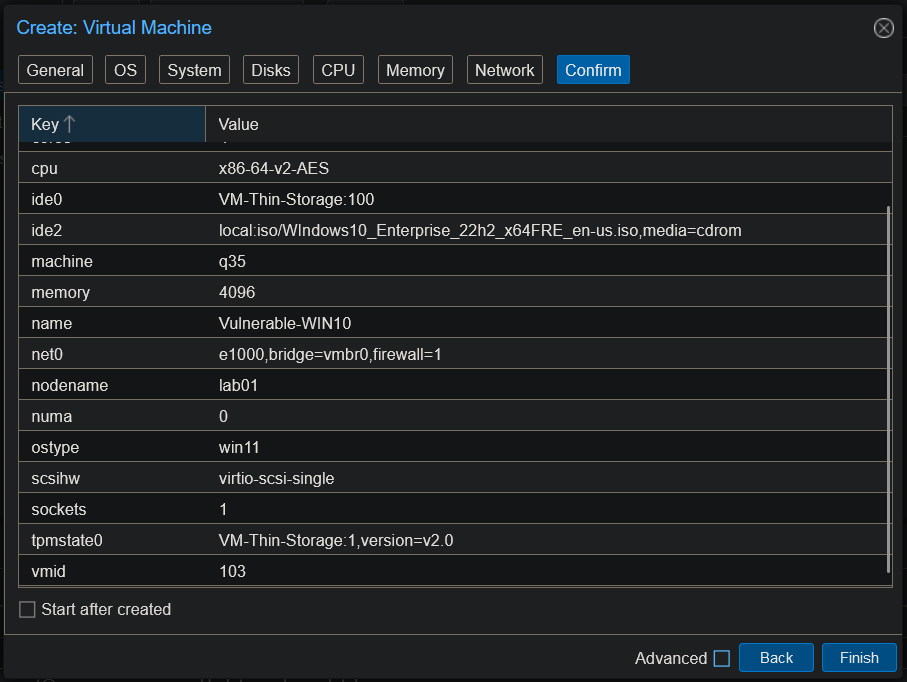 Create: Virtual Machine
General OS System Disks CPU Memory Network Confirm
Key Value
cpu x86-64-v2-AES
ide0 VM-Thin-Storage:100
ide2 local:iso/WIndows10_Enterprise_22h2_x64FRE_en-us.iso,media=cdrom
machine q35
memory 4096
name Vulnerable-WIN10
net0 e1000,bridge=vmbr0,firewall=1
nodename lab01
numa 0
ostype win11
scsihw virtio-scsi-single
sockets 1
tpmstate0 VM-Thin-Storage:1,version=v2.0
vmid 103
Start after created
Advanced Back Finish